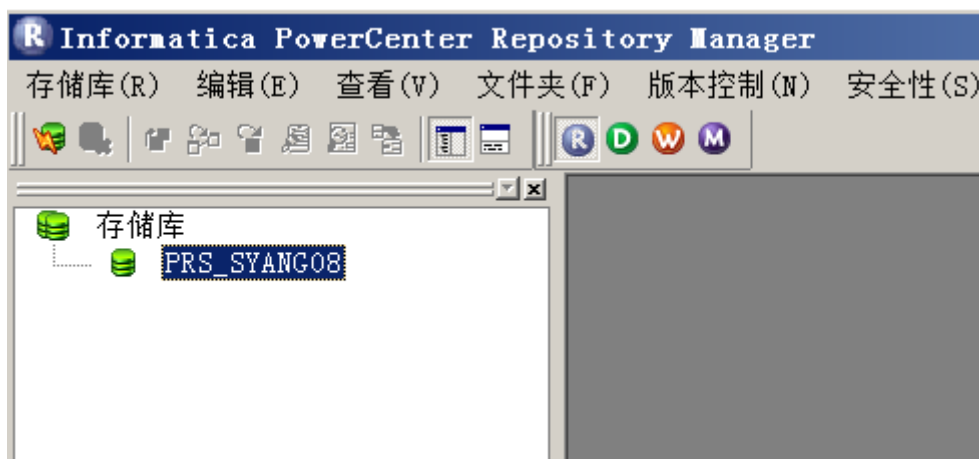 R Informatica PowerCenter Repository Manager
存储库(R) 编辑(E) 查看(V) 文件夹(F) 版本控制(N) 安全性(S)
R D W M
存储库
PRS_SYANG08